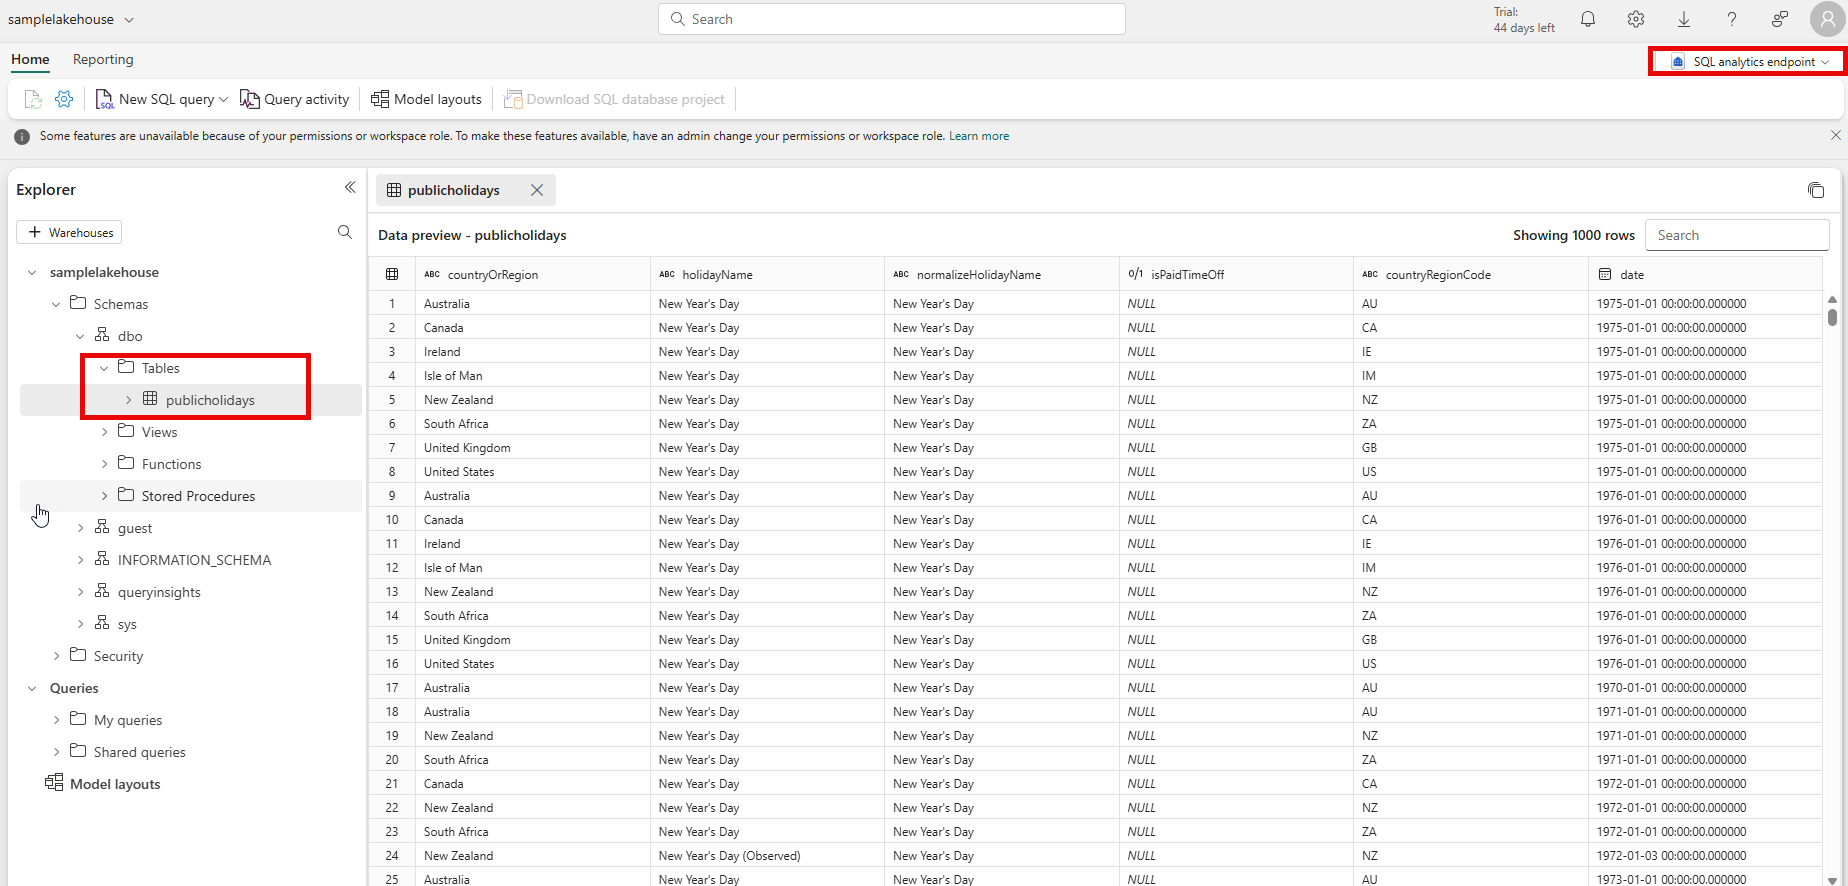 samplelakehouse
Search
Trial:
44 days left
Home Reporting
SQL analytics endpoint
New SQL query Query activity Model layouts Download SQL database project
Some features are unavailable because of your permissions or workspace role. To make these features available, have an admin change your permissions or workspace role. Learn more
Explorer
+ Warehouses
samplelakehouse
Schemas
dbo
Tables
publicholidays
Views
Functions
Stored Procedures
guest
INFORMATION_SCHEMA
queryinsights
sys
Security
Queries
My queries
Shared queries
Model layouts
publicholidays
Data preview - publicholidays Showing 1000 rows Search
ABC countryOrRegion ABC holidayName ABC normalizeHolidayName 0/1 isPaidTimeOff ABC countryRegionCode date
1 Australia New Year's Day New Year's Day NULL AU 1975-01-01 00:00:00.000000
2 Canada New Year's Day New Year's Day NULL CA 1975-01-01 00:00:00.000000
3 Ireland New Year's Day New Year's Day NULL IE 1975-01-01 00:00:00.000000
4 Isle of Man New Year's Day New Year's Day NULL IM 1975-01-01 00:00:00.000000
5 New Zealand New Year's Day New Year's Day NULL NZ 1975-01-01 00:00:00.000000
6 South Africa New Year's Day New Year's Day NULL ZA 1975-01-01 00:00:00.000000
7 United Kingdom New Year's Day New Year's Day NULL GB 1975-01-01 00:00:00.000000
8 United States New Year's Day New Year's Day NULL US 1975-01-01 00:00:00.000000
9 Australia New Year's Day New Year's Day NULL AU 1976-01-01 00:00:00.000000
10 Canada New Year's Day New Year's Day NULL CA 1976-01-01 00:00:00.000000
11 Ireland New Year's Day New Year's Day NULL IE 1976-01-01 00:00:00.000000
12 Isle of Man New Year's Day New Year's Day NULL IM 1976-01-01 00:00:00.000000
13 New Zealand New Year's Day New Year's Day NULL NZ 1976-01-01 00:00:00.000000
14 South Africa New Year's Day New Year's Day NULL ZA 1976-01-01 00:00:00.000000
15 United Kingdom New Year's Day New Year's Day NULL GB 1976-01-01 00:00:00.000000
16 United States New Year's Day New Year's Day NULL US 1976-01-01 00:00:00.000000
17 Australia New Year's Day New Year's Day NULL AU 1970-01-01 00:00:00.000000
18 Australia New Year's Day New Year's Day NULL AU 1971-01-01 00:00:00.000000
19 New Zealand New Year's Day New Year's Day NULL NZ 1971-01-01 00:00:00.000000
20 South Africa New Year's Day New Year's Day NULL ZA 1971-01-01 00:00:00.000000
21 Canada New Year's Day New Year's Day NULL CA 1972-01-01 00:00:00.000000
22 New Zealand New Year's Day New Year's Day NULL NZ 1972-01-01 00:00:00.000000
23 South Africa New Year's Day New Year's Day NULL ZA 1972-01-01 00:00:00.000000
24 New Zealand New Year's Day (Observed) New Year's Day NULL NZ 1972-01-03 00:00:00.000000
25 Australia New Year's Day New Year's Day NULL AU 1973-01-01 00:00:00.000000